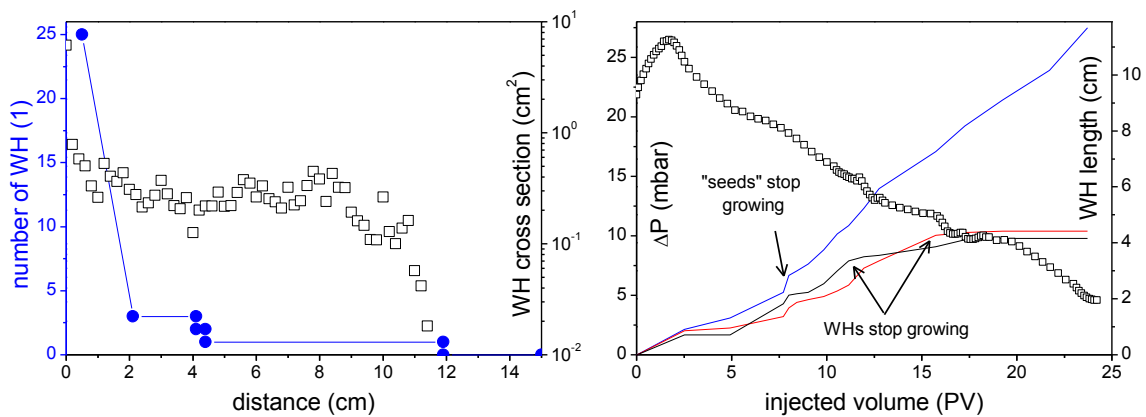 25
20
15
10
5
0
number of WH (1)
10^1
10^0
10^-1
10^-2
WH cross section (cm^2)
0 2 4 6 8 10 12 14
distance (cm)
25
20
15
10
5
0
ΔP (mbar)
"seeds" stop
growing
WHs stop growing
10
8
6
4
2
0
WH length (cm)
0 5 10 15 20 25
injected volume (PV)